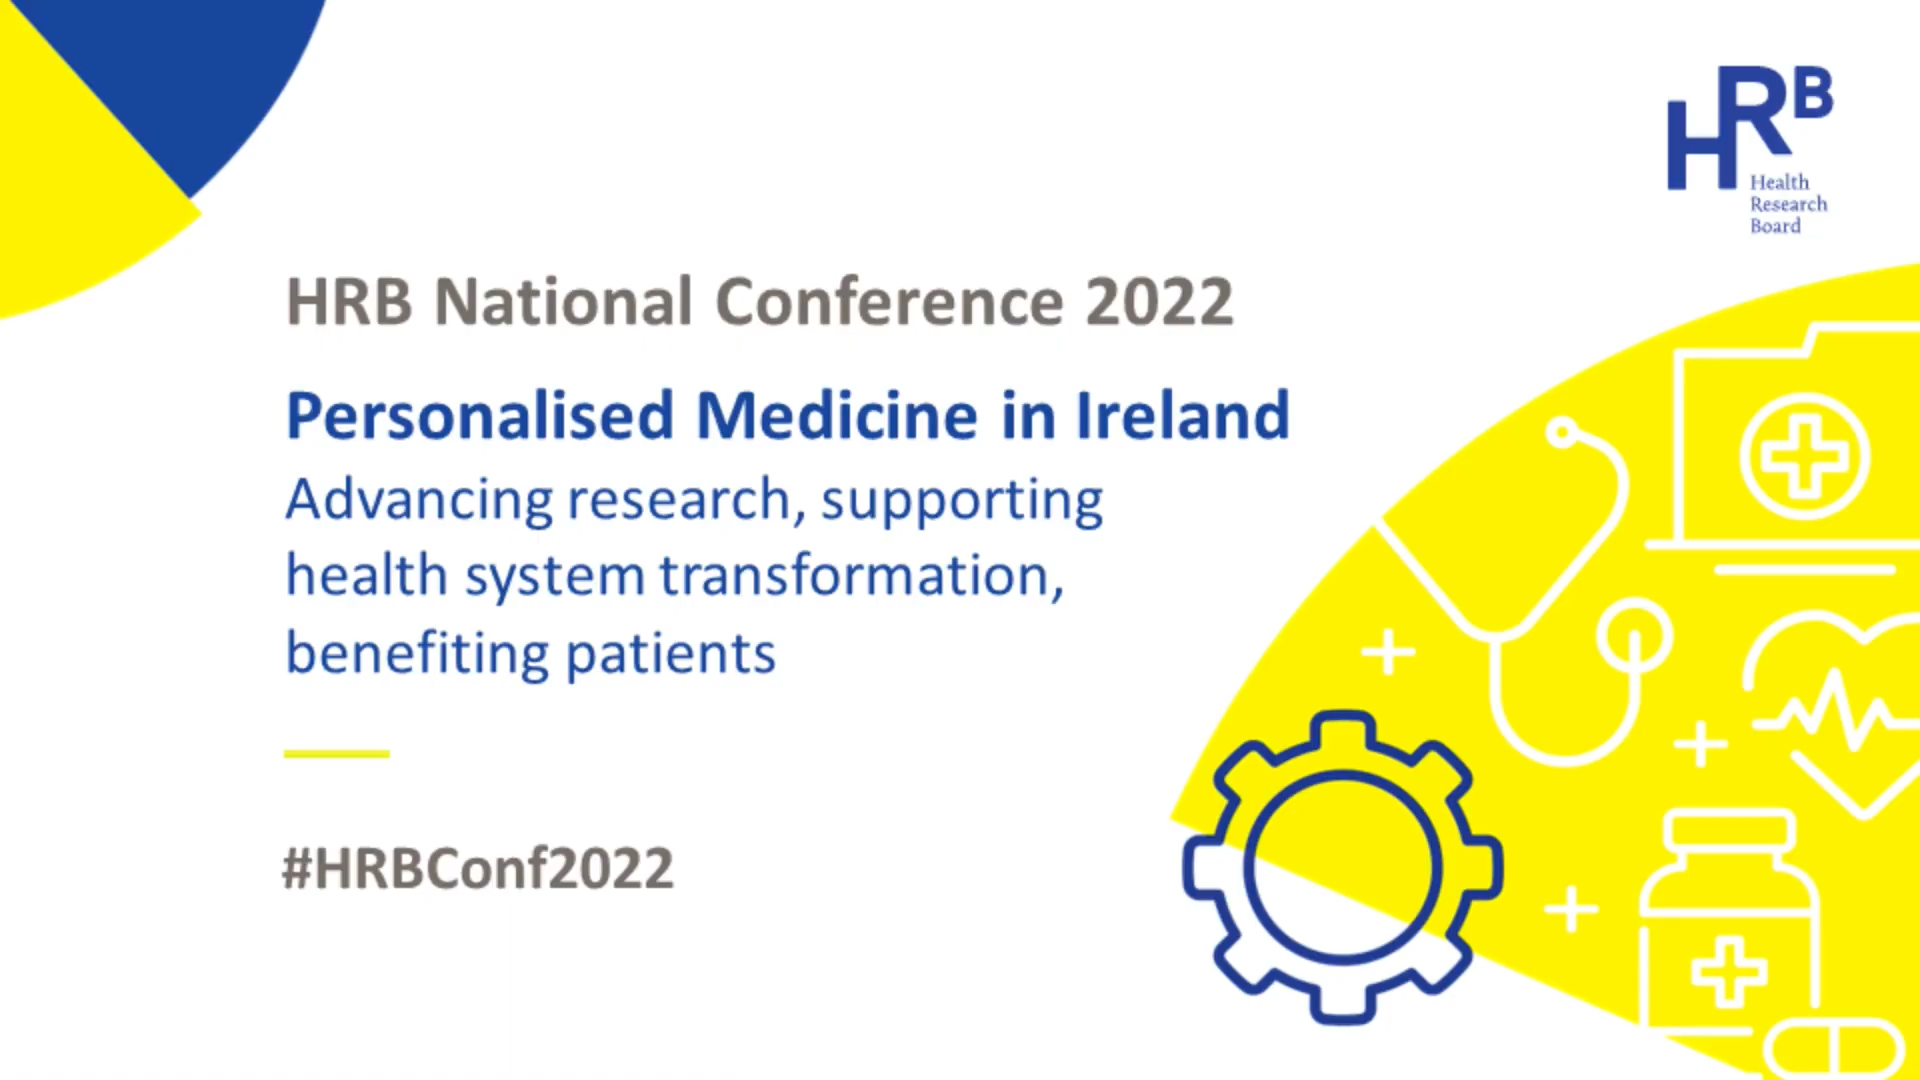 HRB
Health
Research
Board
HRB National Conference 2022
Personalised Medicine in Ireland
Advancing research, supporting
health system transformation,
benefiting patients
#HRBConf2022